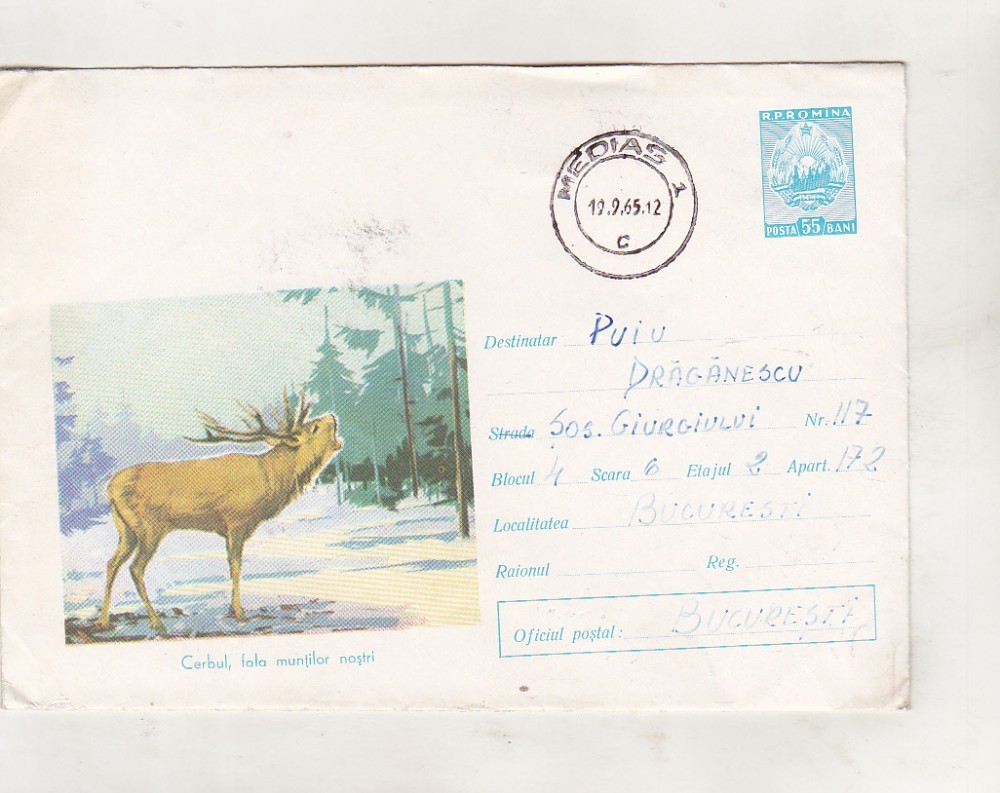 R.P.ROMINA
POSTA 55 BANI
MEDIAS 1
19.9.65.12
C
Destinatar Puiu
DRĂGĂNESCU
Strada Şos. GIURGIULUI Nr. 117
Blocul 4 Scara 6 Etajul 2 Apart. 172
Localitatea BUCUREŞTI
Raionul Reg.
Oficiul poştal: BUCUREŞTI
Cerbul, fala munţilor noştri